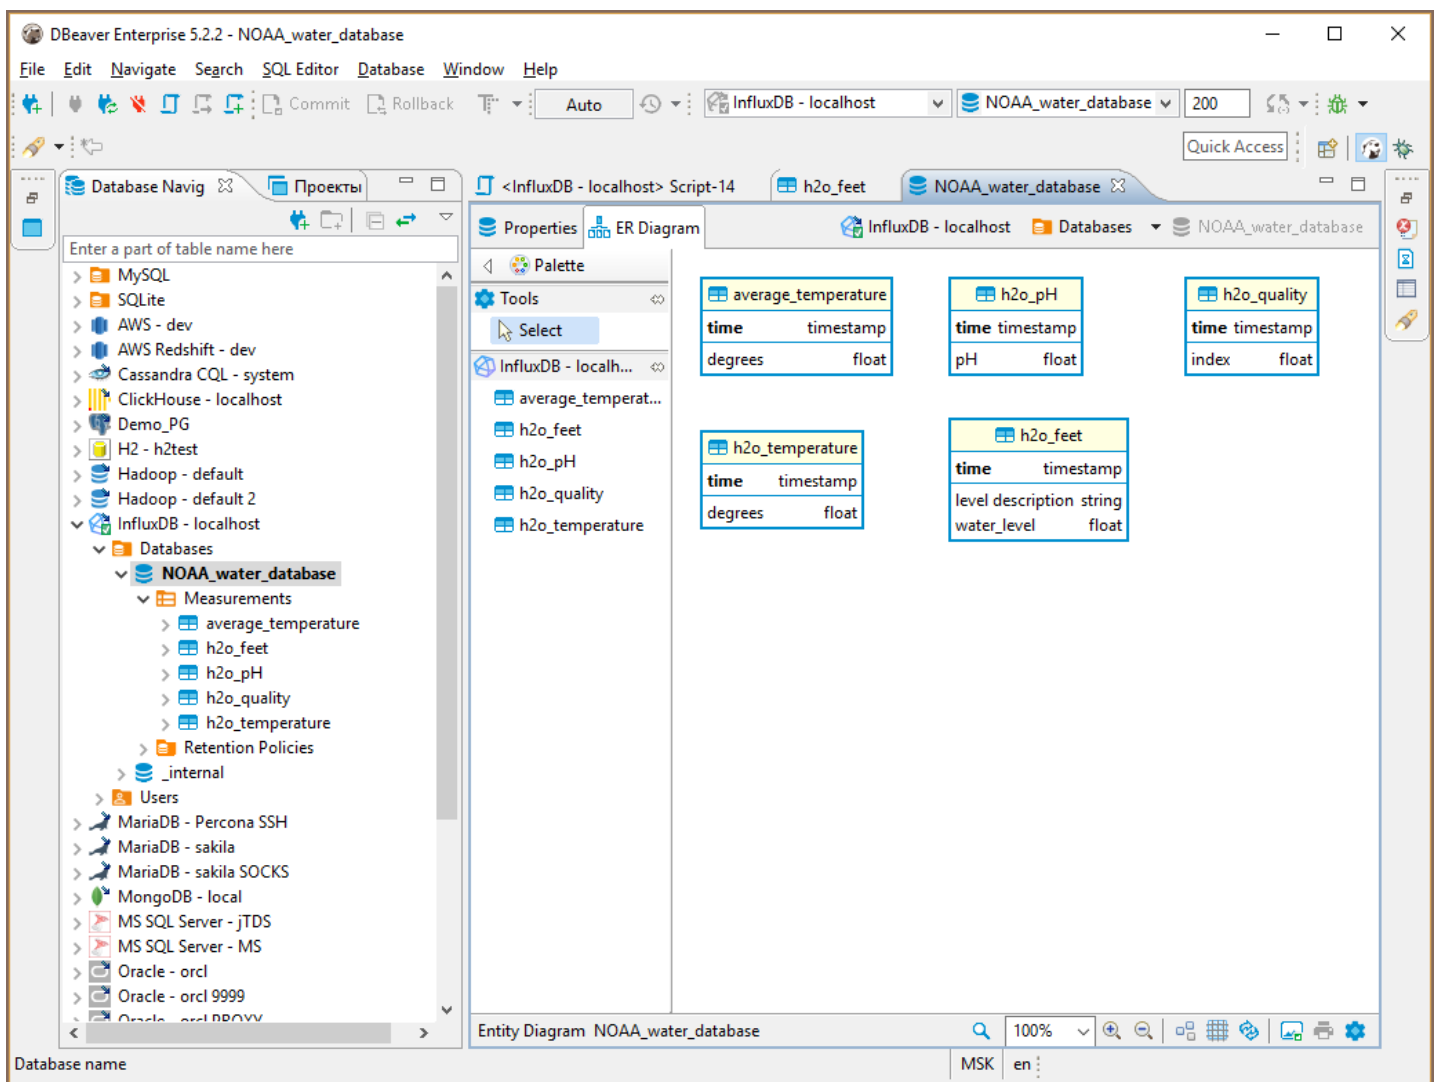 DBeaver Enterprise 5.2.2 - NOAA_water_database
File Edit Navigate Search SQL Editor Database Window Help
Commit Rollback Auto InfluxDB - localhost NOAA_water_database 200
Quick Access
Database Navig Проекты
Enter a part of table name here
MySQL
SQLite
AWS - dev
AWS Redshift - dev
Cassandra CQL - system
ClickHouse - localhost
Demo_PG
H2 - h2test
Hadoop - default
Hadoop - default 2
InfluxDB - localhost
Databases
NOAA_water_database
Measurements
average_temperature
h2o_feet
h2o_pH
h2o_quality
h2o_temperature
Retention Policies
_internal
Users
MariaDB - Percona SSH
MariaDB - sakila
MariaDB - sakila SOCKS
MongoDB - local
MS SQL Server - jTDS
MS SQL Server - MS
Oracle - orcl
Oracle - orcl 9999
Oracle - orcl PROXY
<InfluxDB - localhost> Script-14 h2o_feet NOAA_water_database
Properties ER Diagram InfluxDB - localhost Databases NOAA_water_database
Palette
Tools
Select
InfluxDB - localh...
average_temperat...
h2o_feet
h2o_pH
h2o_quality
h2o_temperature
average_temperature
time timestamp
degrees float
h2o_pH
time timestamp
pH float
h2o_quality
time timestamp
index float
h2o_temperature
time timestamp
degrees float
h2o_feet
time timestamp
level description string
water_level float
Entity Diagram NOAA_water_database 100%
Database name MSK en